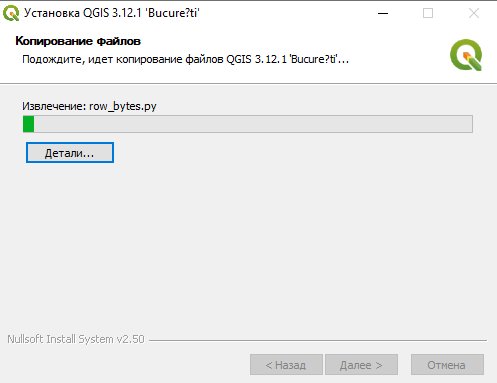 Установка QGIS 3.12.1 'Bucure?ti'
Копирование файлов
Подождите, идет копирование файлов QGIS 3.12.1 'Bucure?ti'...
Извлечение: row_bytes.py
Детали...
Nullsoft Install System v2.50
< Назад Далее > Отмена